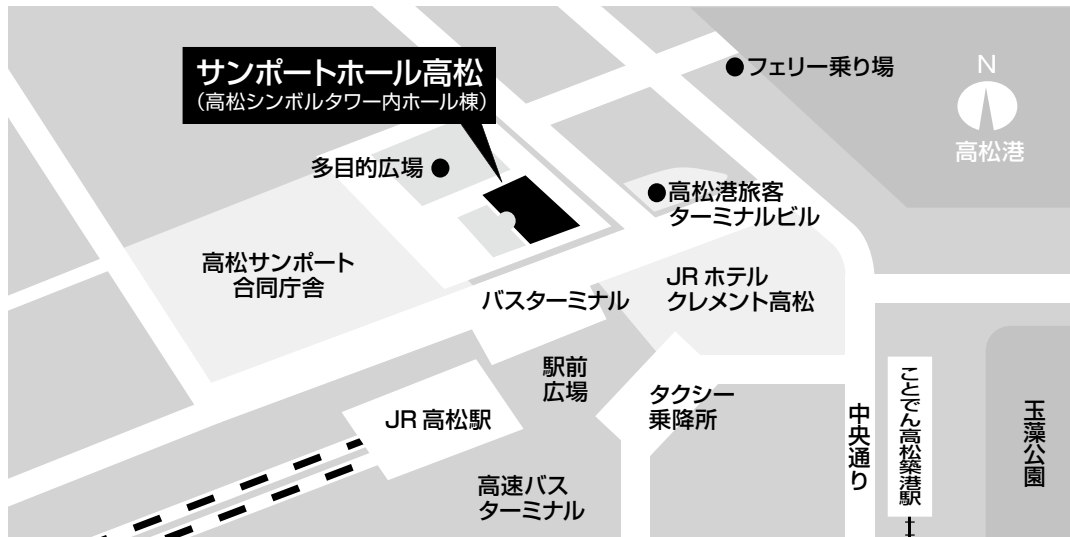 サンポートホール高松
（高松シンボルタワー内ホール棟）
フェリー乗り場
N
高松港
多目的広場
高松港旅客
ターミナルビル
高松サンポート
合同庁舎
バスターミナル
JR ホテル
クレメント高松
駅前
広場
JR 高松駅
タクシー
乗降所
高速バス
ターミナル
中央通り
ことでん高松築港駅
玉藻公園